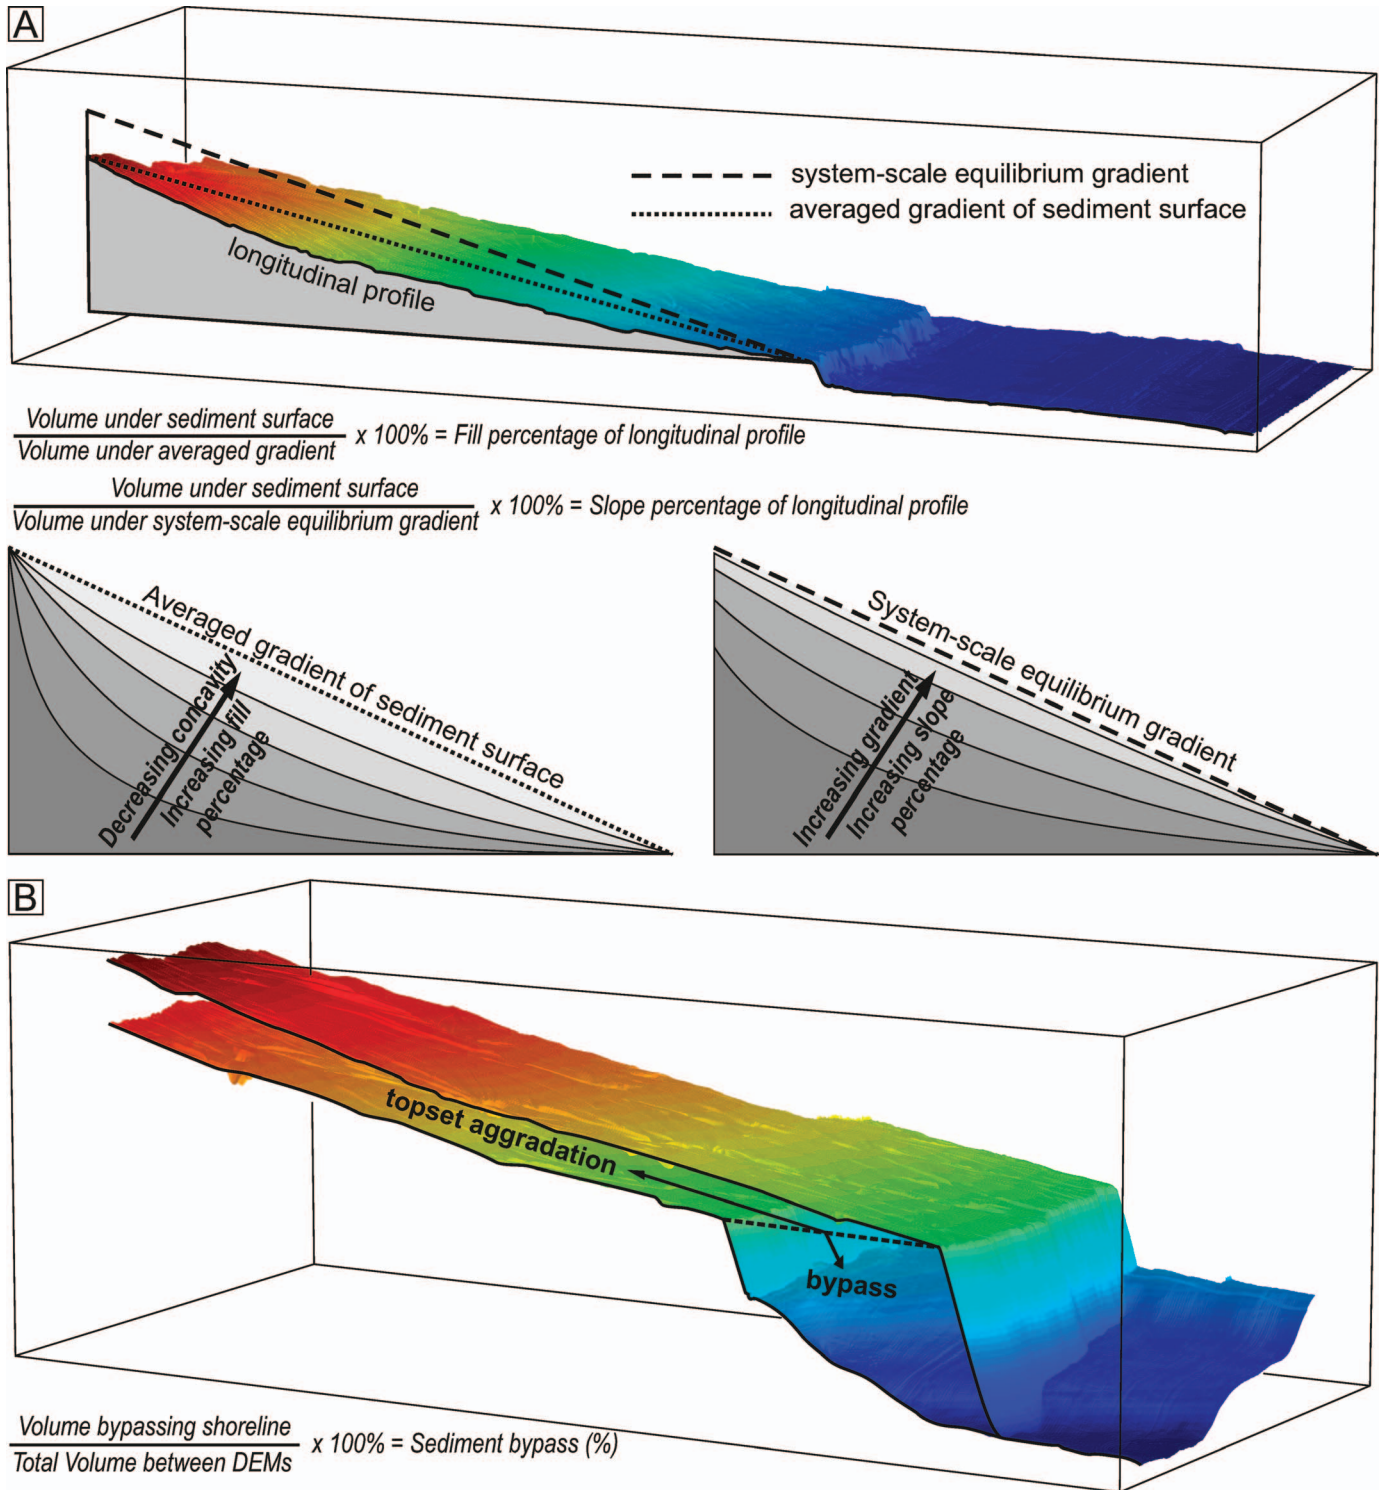 A
system-scale equilibrium gradient
averaged gradient of sediment surface
longitudinal profile
Volume under sediment surface
Volume under averaged gradient
x 100% = Fill percentage of longitudinal profile
Volume under sediment surface
Volume under system-scale equilibrium gradient
x 100% = Slope percentage of longitudinal profile
Averaged gradient of sediment surface
Decreasing concavity
Increasing fill
percentage
System-scale equilibrium gradient
Increasing gradient
Increasing slope
percentage
B
topset aggradation
bypass
Volume bypassing shoreline
Total Volume between DEMs
x 100% = Sediment bypass (%)